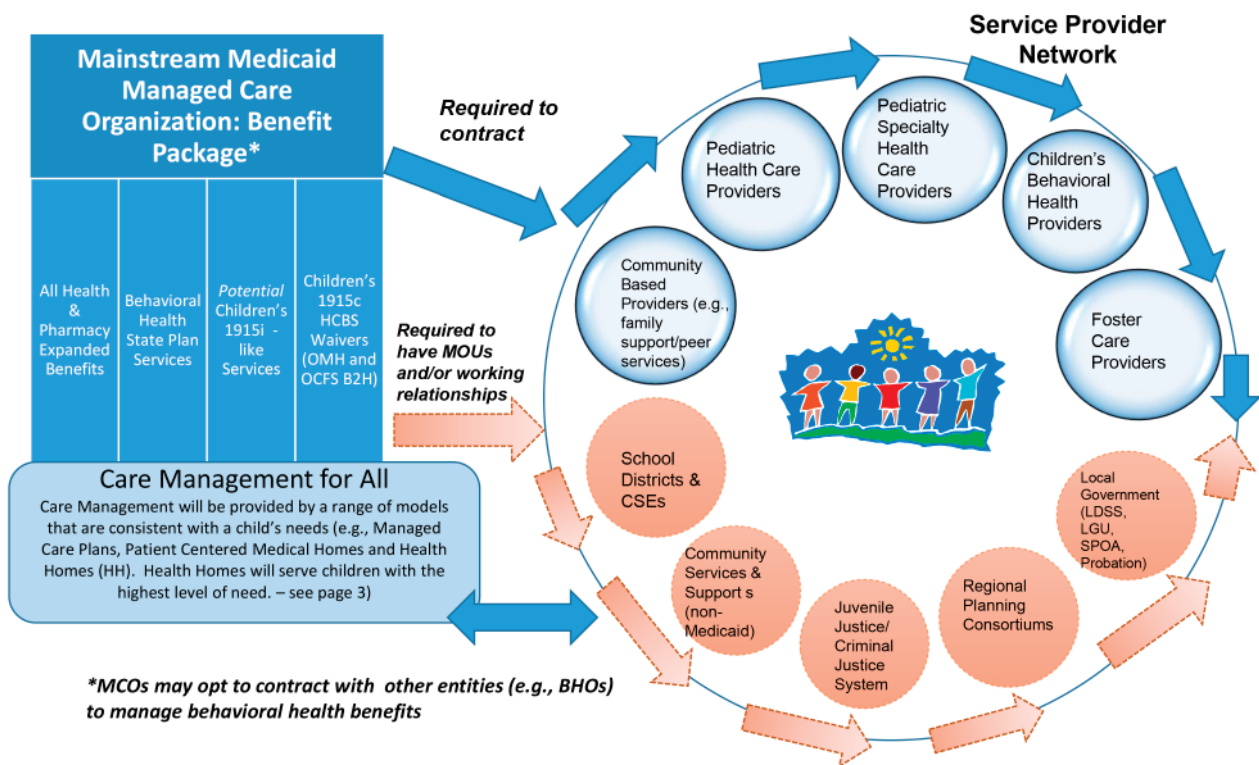 Mainstream Medicaid
Managed Care
Organization: Benefit
Package*
All Health
&
Pharmacy
Expanded
Benefits
Behavioral
Health
State Plan
Services
Potential
Children's
1915i -
like
Services
Children's
1915c
HCBS
Waivers
(OMH and
OCFS B2H)
Care Management for All
Care Management will be provided by a range of models
that are consistent with a child's needs (e.g., Managed
Care Plans, Patient Centered Medical Homes and Health
Homes (HH).  Health Homes will serve children with the
highest level of need. – see page 3)
*MCOs may opt to contract with  other entities (e.g., BHOs)
to manage behavioral health benefits
Required to
contract
Required to
have MOUs
and/or working
relationships
Service Provider
Network
Community
Based
Providers (e.g.,
family
support/peer
services)
Pediatric
Health Care
Providers
Pediatric
Specialty
Health
Care
Providers
Children's
Behavioral
Health
Providers
Foster
Care
Providers
School
Districts &
CSEs
Community
Services &
Support s
(non-
Medicaid)
Juvenile
Justice/
Criminal
Justice
System
Regional
Planning
Consortiums
Local
Government
(LDSS,
LGU,
SPOA,
Probation)